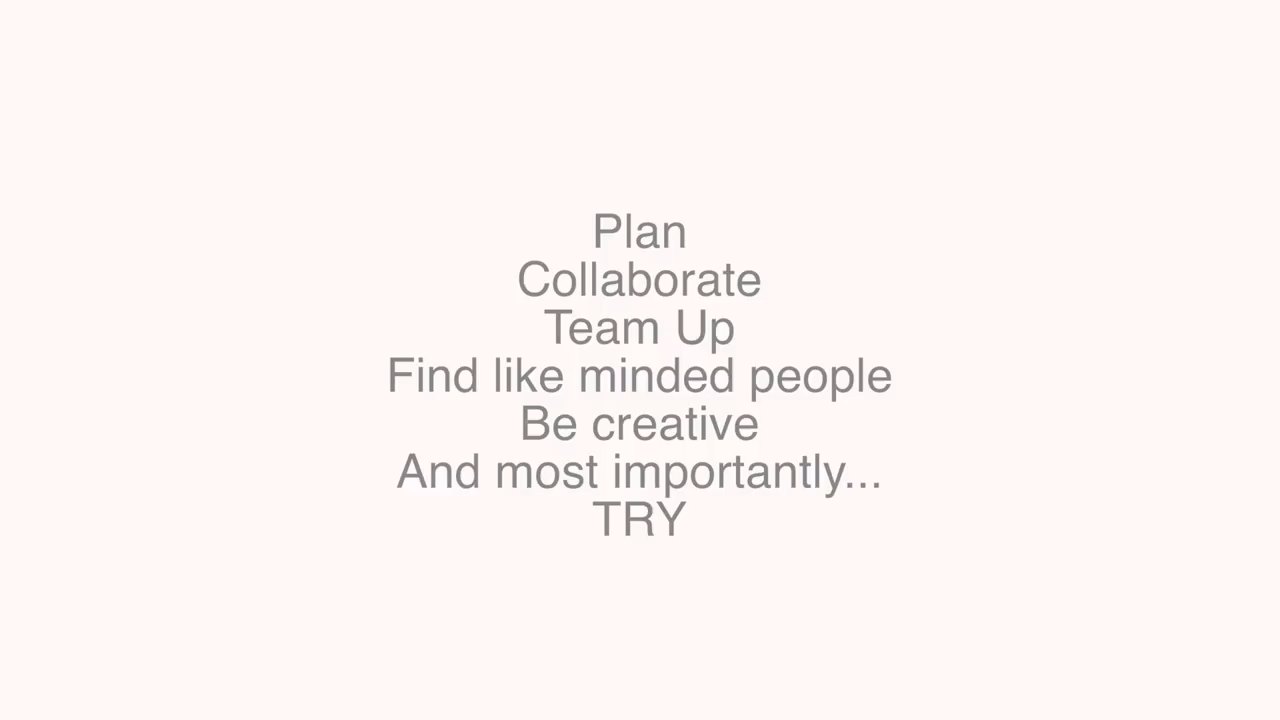 Plan
Collaborate
Team Up
Find like minded people
Be creative
And most importantly...
TRY